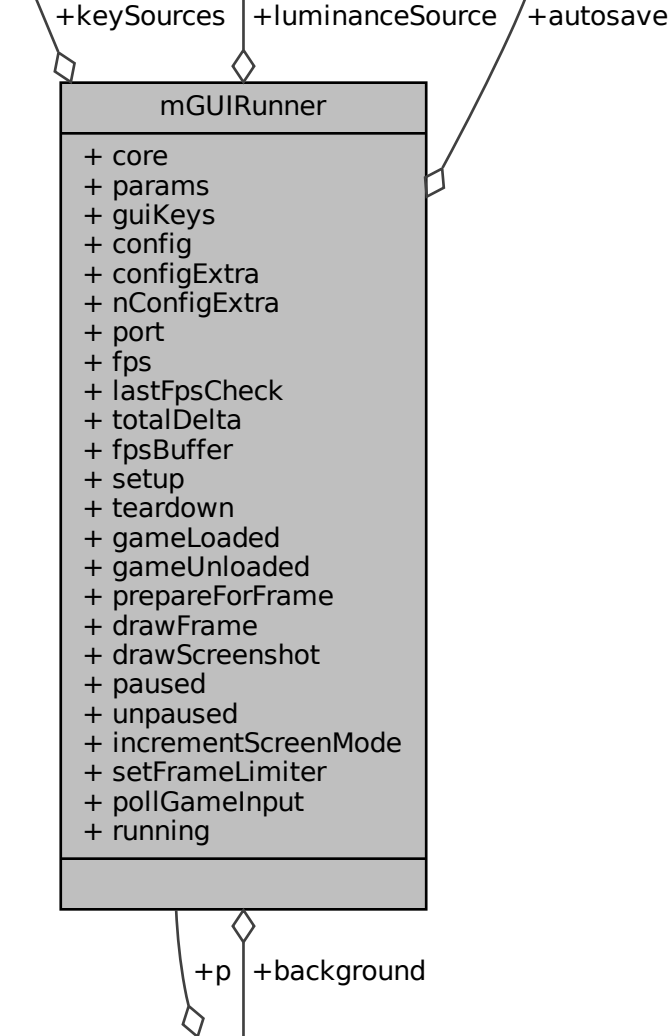 +keySources +luminanceSource +autosave
mGUIRunner
+ core
+ params
+ guiKeys
+ config
+ configExtra
+ nConfigExtra
+ port
+ fps
+ lastFpsCheck
+ totalDelta
+ fpsBuffer
+ setup
+ teardown
+ gameLoaded
+ gameUnloaded
+ prepareForFrame
+ drawFrame
+ drawScreenshot
+ paused
+ unpaused
+ incrementScreenMode
+ setFrameLimiter
+ pollGameInput
+ running
+p +background